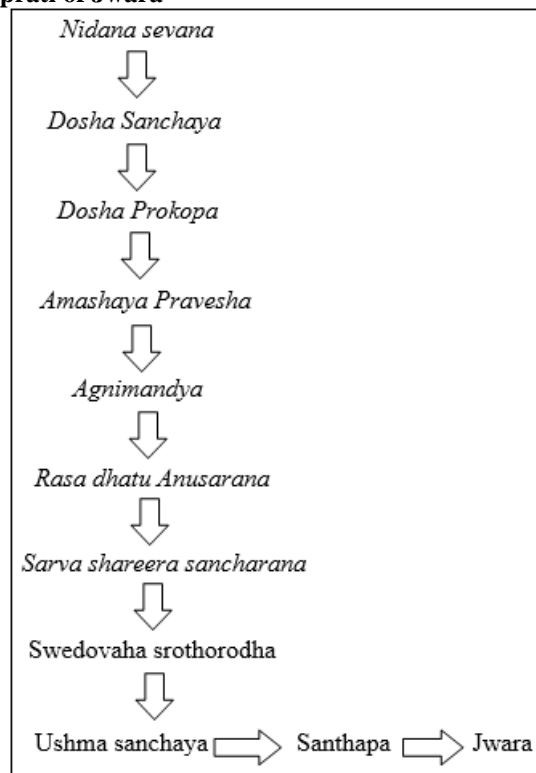 of Jwara
Nidana sevana
Dosha Sanchaya
Dosha Prokopa
Amashaya Pravesha
Agnimandya
Rasa dhatu Anusarana
Sarva shareera sancharana
Swedovaha srothorodha
Ushma sanchaya Santhapa Jwara